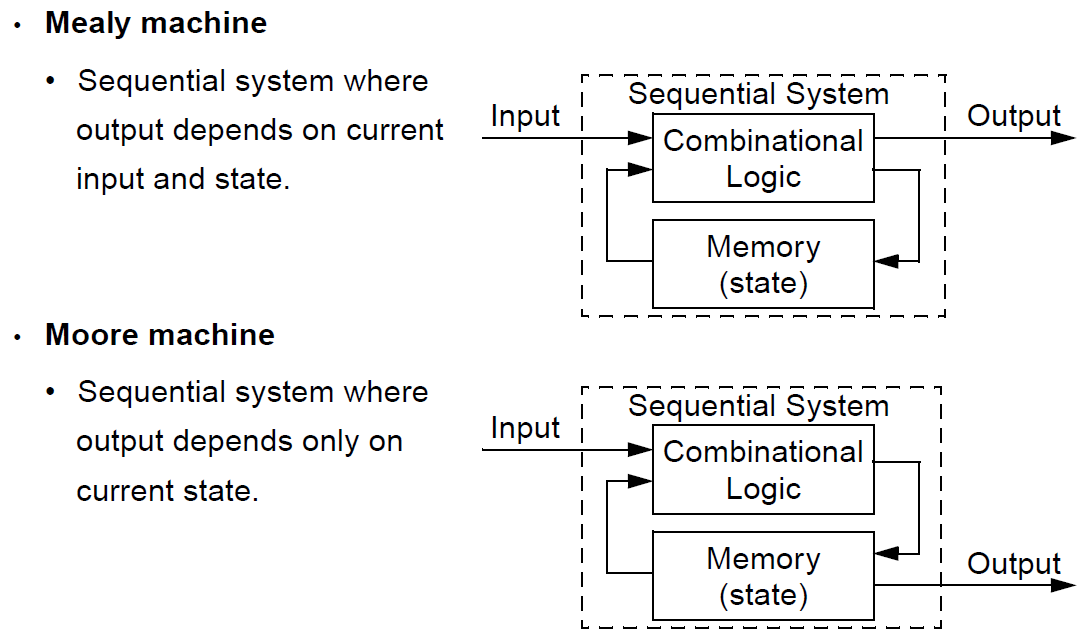 • Mealy machine
• Sequential system where
output depends on current
input and state.
Sequential System
Input
Output
Combinational
Logic
Memory
(state)
• Moore machine
• Sequential system where
output depends only on
current state.
Sequential System
Input
Combinational
Logic
Memory
(state)
Output